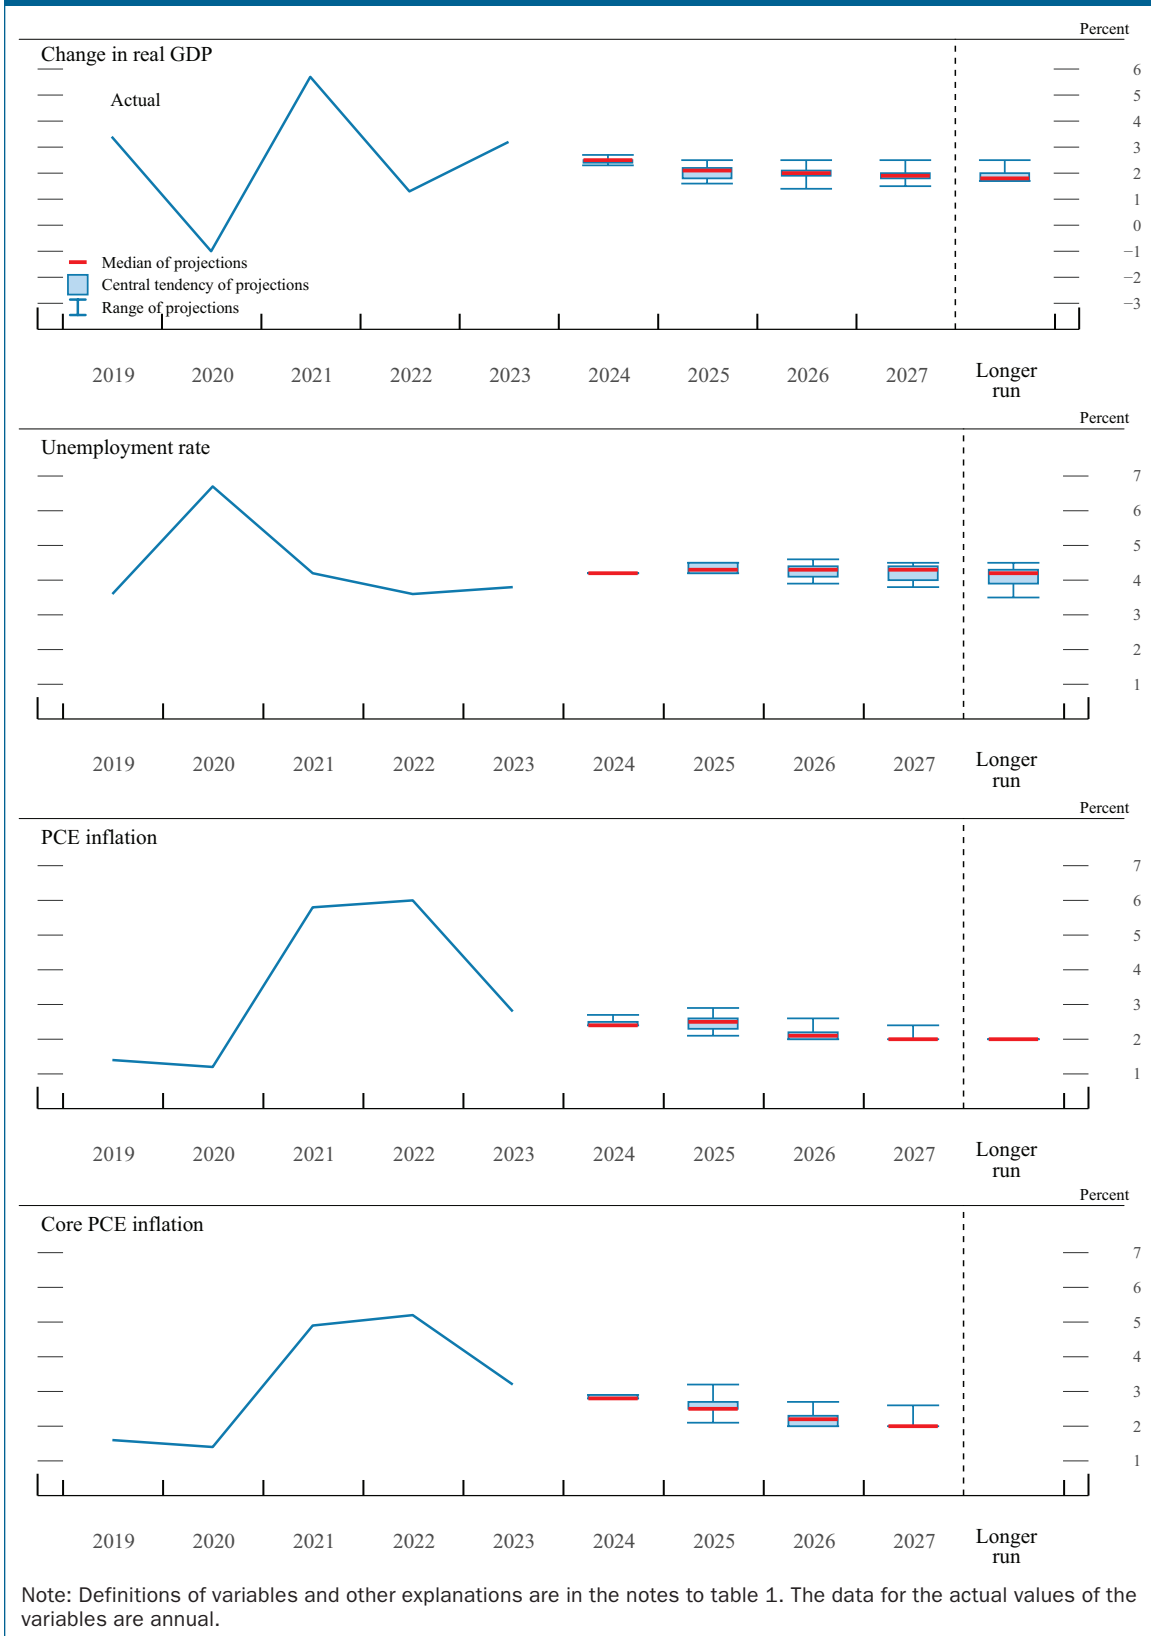 Percent
Change in real GDP
Actual
6
5
4
3
2
1
0
−1
−2
−3
Median of projections
Central tendency of projections
Range of projections
2019 2020 2021 2022 2023 2024 2025 2026 2027 Longer run
Percent
Unemployment rate
7
6
5
4
3
2
1
2019 2020 2021 2022 2023 2024 2025 2026 2027 Longer run
Percent
PCE inflation
7
6
5
4
3
2
1
2019 2020 2021 2022 2023 2024 2025 2026 2027 Longer run
Percent
Core PCE inflation
7
6
5
4
3
2
1
2019 2020 2021 2022 2023 2024 2025 2026 2027 Longer run
Note: Definitions of variables and other explanations are in the notes to table 1. The data for the actual values of the
variables are annual.